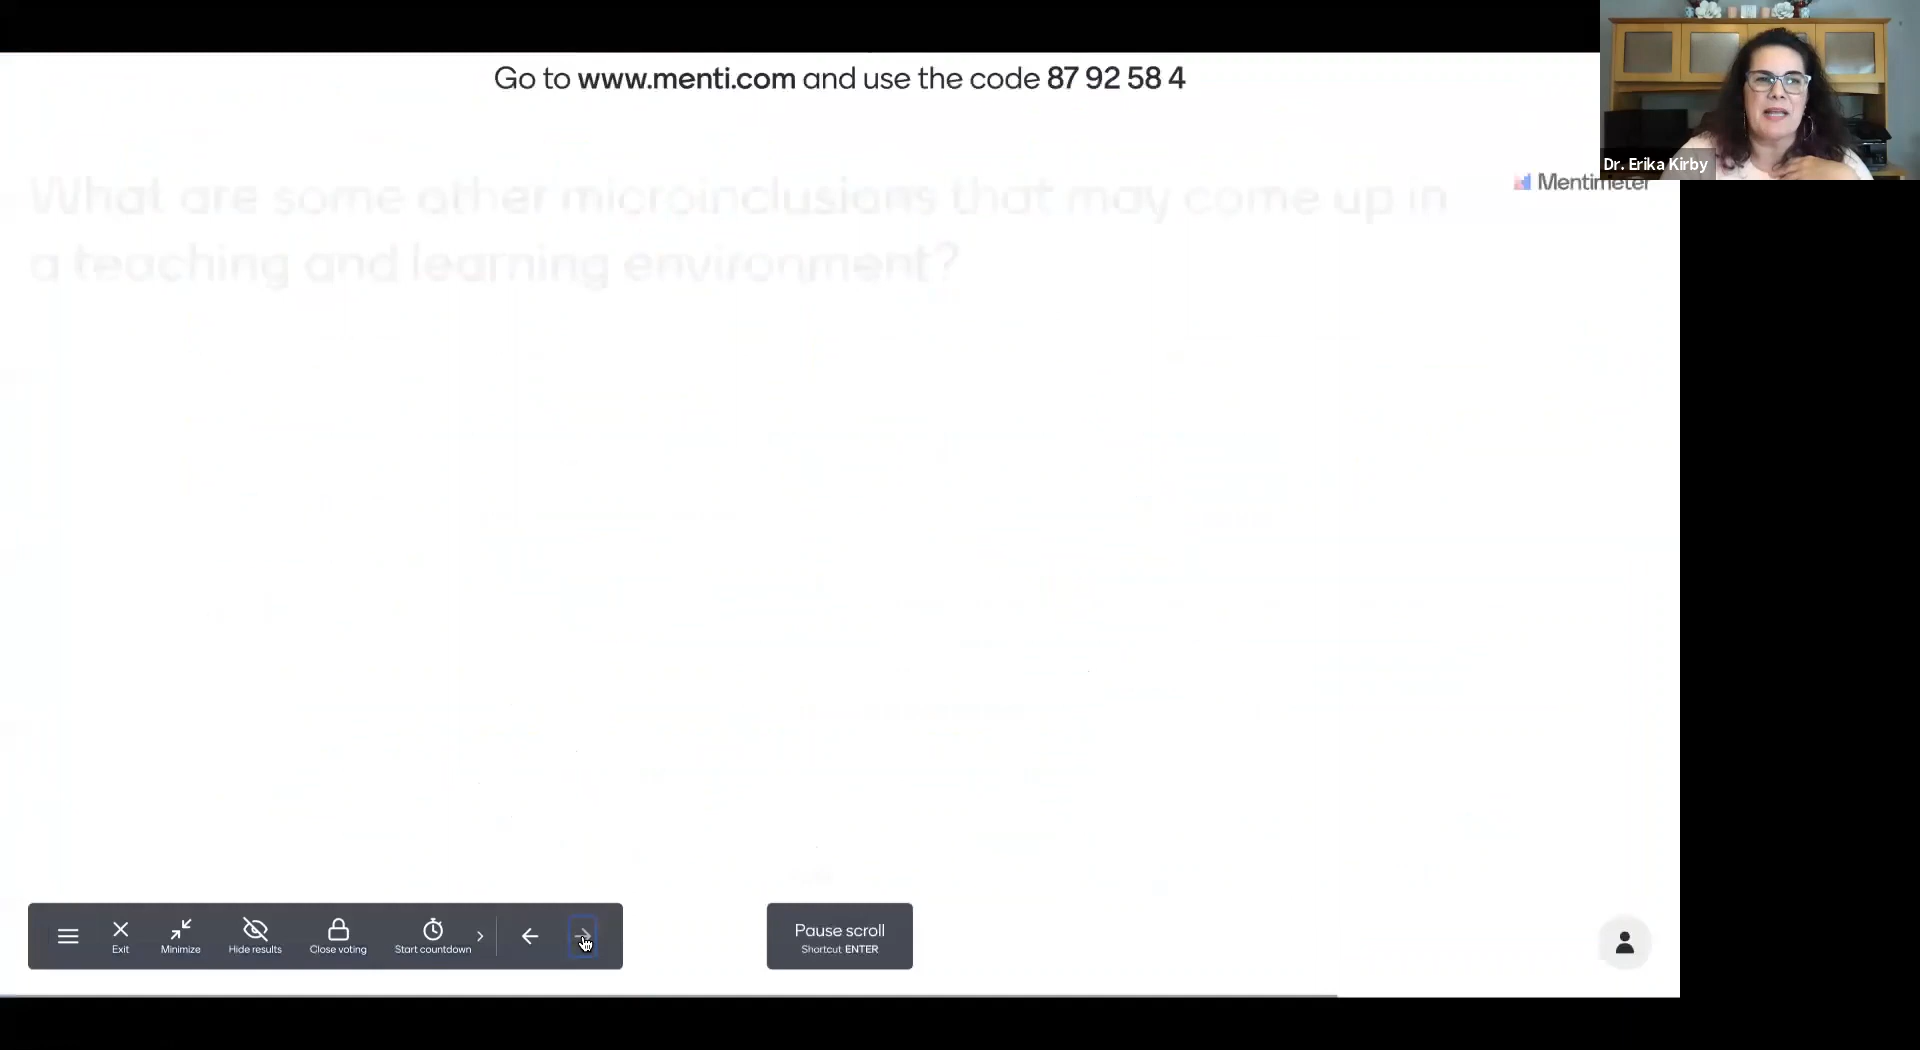 Go to www.menti.com and use the code 87 92 58 4
Dr. Erika Kirby
Mentimeter
What are some other microinclusions that may come up in
a teaching and learning environment?
Exit
Minimize
Hide results
Close voting
Start countdown
Pause scroll
Shortcut ENTER